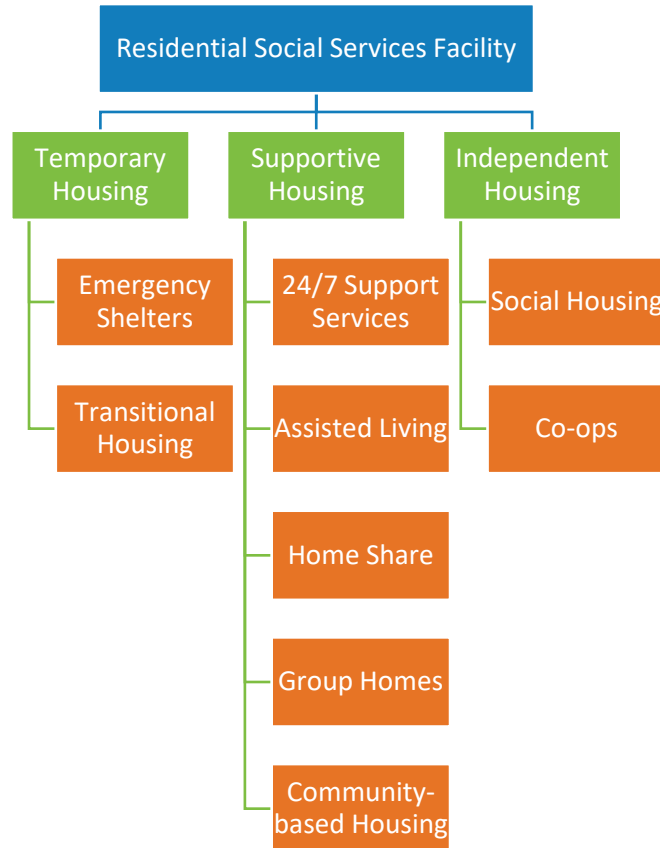 Residential Social Services Facility
Temporary
Housing
Emergency
Shelters
Transitional
Housing
Supportive
Housing
24/7 Support
Services
Assisted Living
Home Share
Group Homes
Community-
based Housing
Independent
Housing
Social Housing
Co-ops